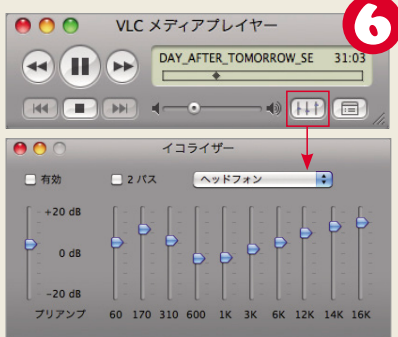 6
VLC メディアプレイヤー
DAY_AFTER_TOMORROW_SE 31:03
イコライザー
有効 2 パス ヘッドフォン
+20 dB
0 dB
-20 dB
プリアンプ 60 170 310 600 1K 3K 6K 12K 14K 16K